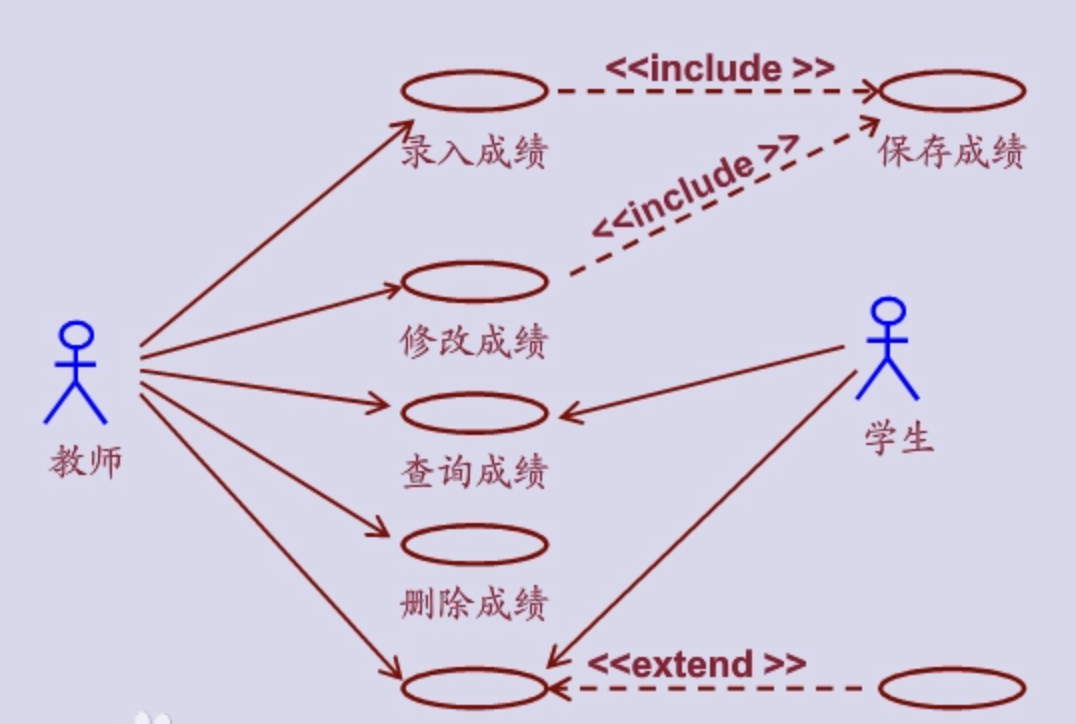 <<include >>
录入成绩
保存成绩
<<include >>
修改成绩
教师
学生
查询成绩
删除成绩
<<extend >>